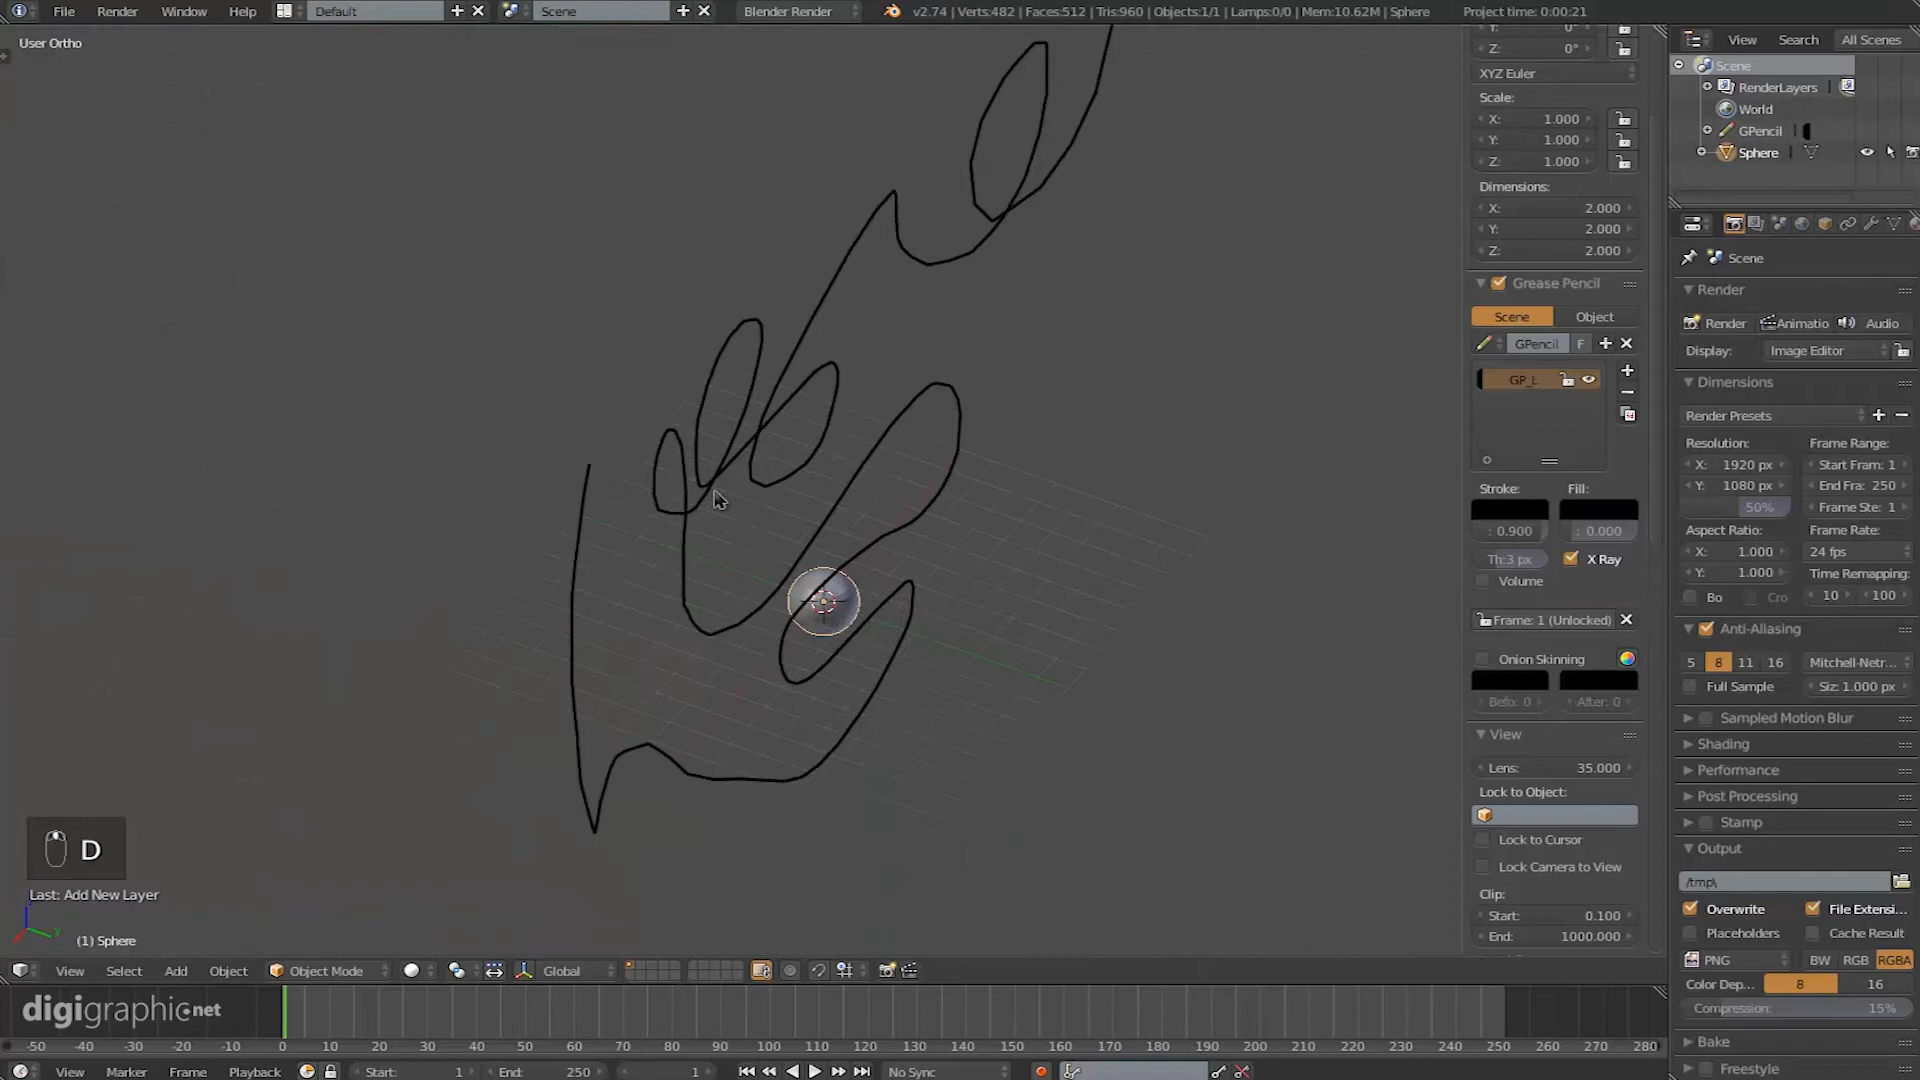 File Render Window Help Default Scene Blender Render v2.74 | Verts:482 | Faces:512 | Tris:960 | Objects:1/1 | Lamps:0/0 | Mem:10.62M | Sphere Project time: 0:00:21
User Ortho
Y: 0°
Z: 0°
XYZ Euler
Scale:
X: 1.000
Y: 1.000
Z: 1.000
Dimensions:
X: 2.000
Y: 2.000
Z: 2.000
Grease Pencil
Scene Object
GPencil F
GP_L
Stroke: Fill:
: 0.900 : 0.000
Th:3 px X Ray
Volume
Frame: 1 (Unlocked)
Onion Skinning
Befo: 0 After: 0
View
Lens: 35.000
Lock to Object:
Lock to Cursor
Lock Camera to View
Clip:
Start: 0.100
End: 1000.000
View Search All Scenes
Scene
RenderLayers
World
GPencil
Sphere
Scene
Render
Render Animatio Audio
Display: Image Editor
Dimensions
Render Presets
Resolution: Frame Range:
X: 1920 px Start Fram: 1
Y: 1080 px End Fra: 250
50% Frame Ste: 1
Aspect Ratio: Frame Rate:
X: 1.000 24 fps
Y: 1.000 Time Remapping:
Bo Cro 10 100
Anti-Aliasing
5 8 11 16 Mitchell-Netr...
Full Sample Siz: 1.000 px
Sampled Motion Blur
Shading
Performance
Post Processing
Stamp
Output
/tmp\
Overwrite File Extensi...
Placeholders Cache Result
PNG BW RGB RGBA
Color Dep... 8 16
Compression: 15%
Bake
Freestyle
D
Last: Add New Layer
(1) Sphere
View Select Add Object Object Mode Global
digigraphic.net
-50 -40 -30 -20 -10 0 10 20 30 40 50 60 70 80 90 100 110 120 130 140 150 160 170 180 190 200 210 220 230 240 250 260 270 280
View Marker Frame Playback Start: 1 End: 250 1 No Sync